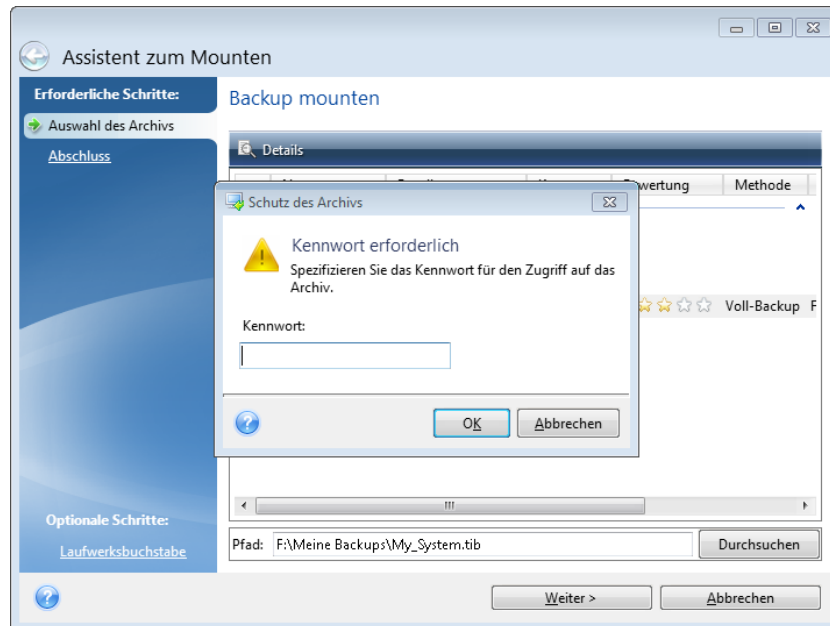 Assistent zum Mounten
Erforderliche Schritte:
Auswahl des Archivs
Abschluss
Optionale Schritte:
Laufwerksbuchstabe
Backup mounten
Details
Methode
Voll-Backup F
Schutz des Archivs
Kennwort erforderlich
Spezifizieren Sie das Kennwort für den Zugriff auf das
Archiv.
Kennwort:
OK
Abbrechen
Pfad: F:\Meine Backups\My_System.tib
Durchsuchen
Weiter >
Abbrechen